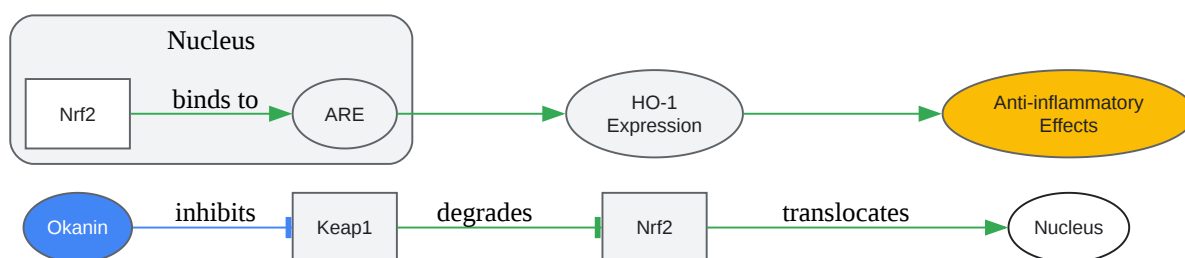 Nucleus
Nrf2 binds to ARE
HO-1
Expression
Anti-inflammatory
Effects
Okanin inhibits Keap1 degrades Nrf2 translocates Nucleus